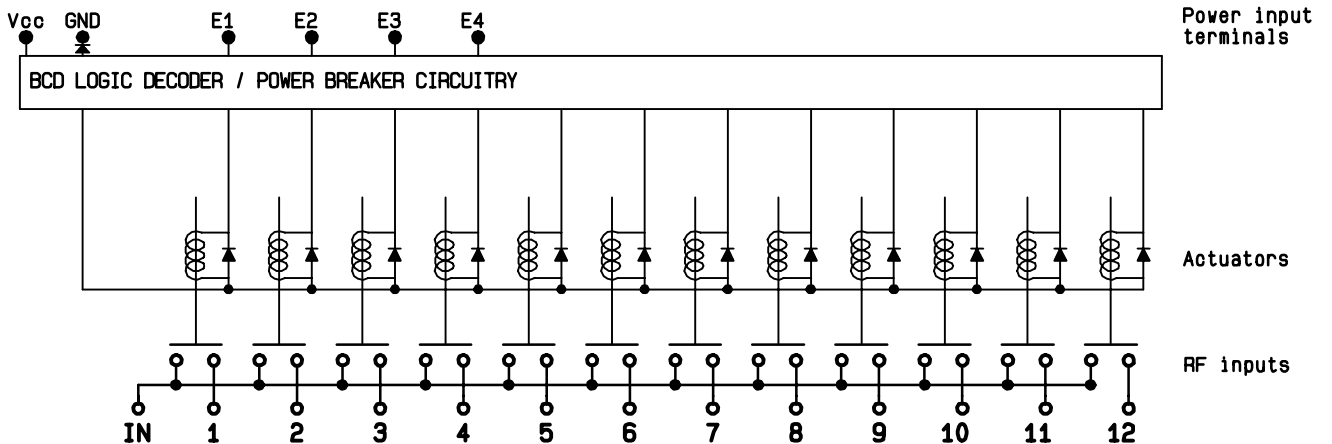 Vcc GND E1 E2 E3 E4 Power input
terminals
BCD LOGIC DECODER / POWER BREAKER CIRCUITRY
Actuators
RF inputs
IN 1 2 3 4 5 6 7 8 9 10 11 12